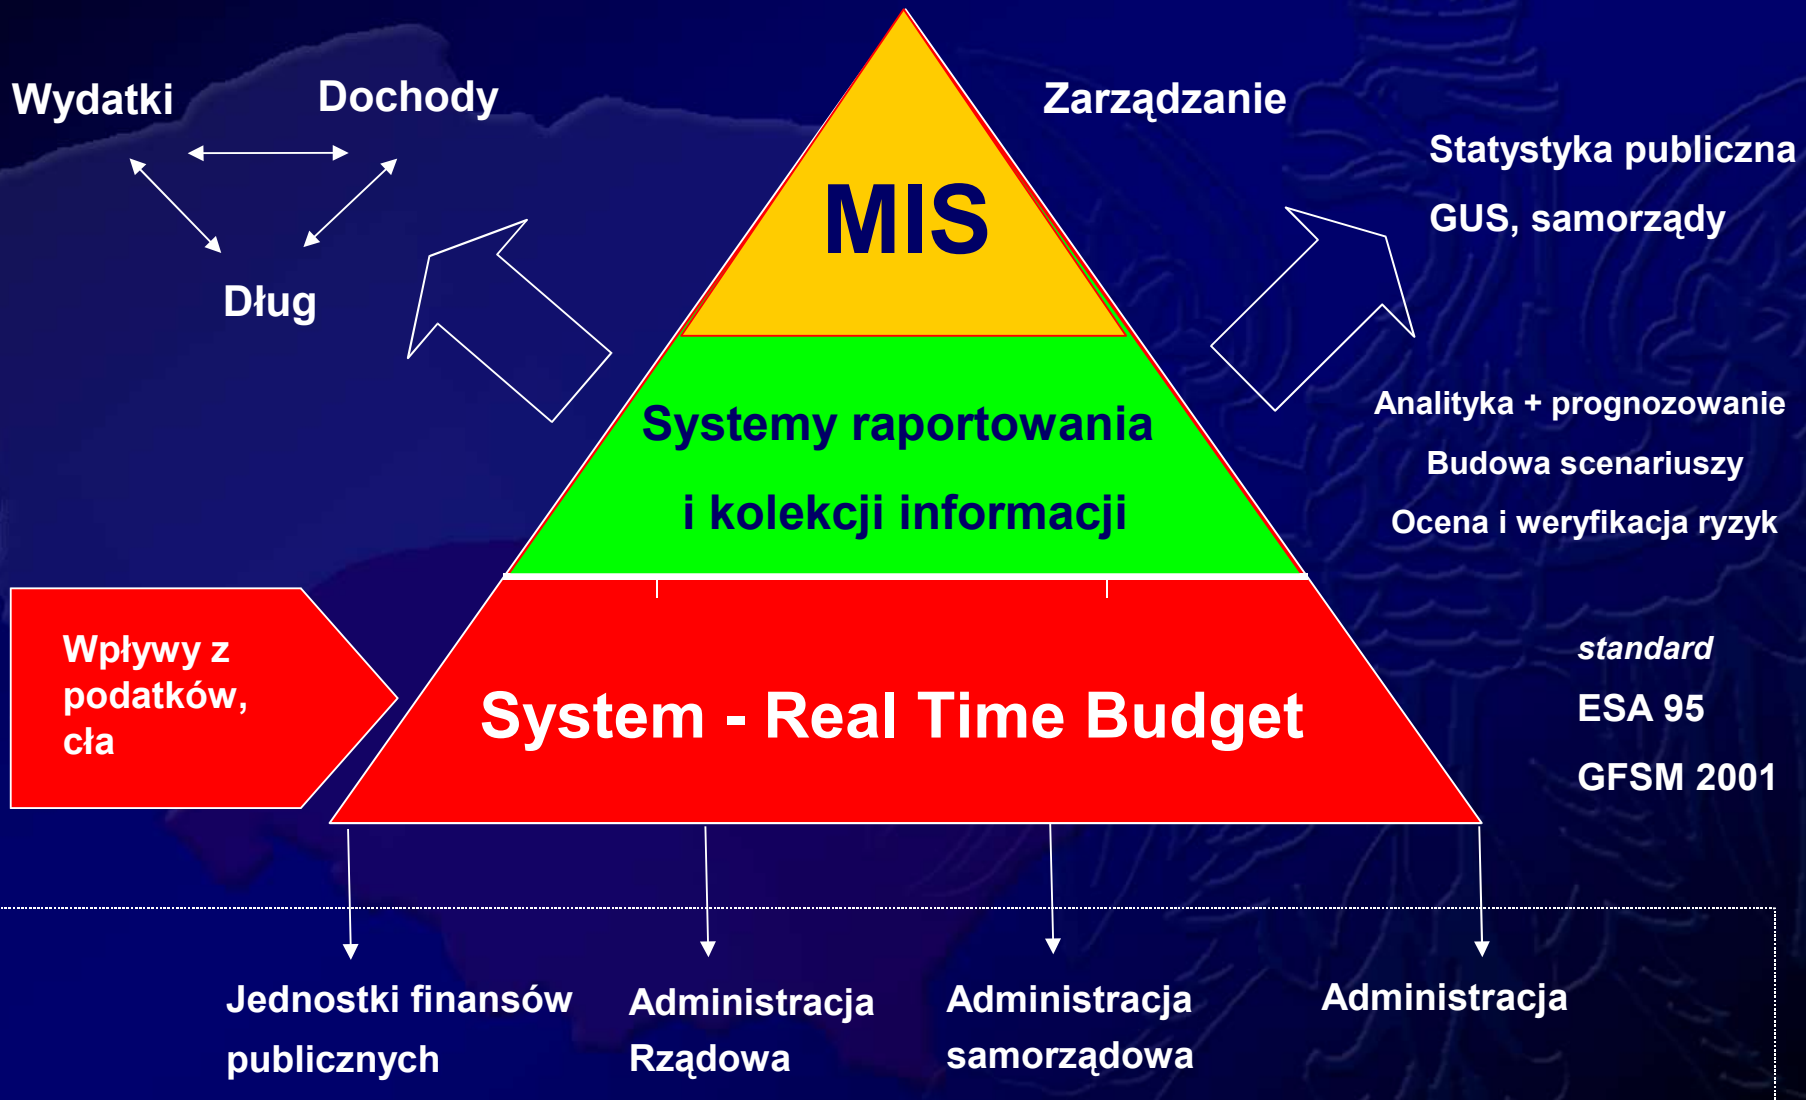 Wydatki
Dochody
Dług
MIS
Zarządzanie
Statystyka publiczna
GUS, samorządy
Systemy raportowania
i kolekcji informacji
Analityka + prognozowanie
Budowa scenariuszy
Ocena i weryfikacja ryzyk
Wpływy z
podatków,
cła
System - Real Time Budget
standard
ESA 95
GFSM 2001
Jednostki finansów
publicznych
Administracja
Rządowa
Administracja
samorządowa
Administracja